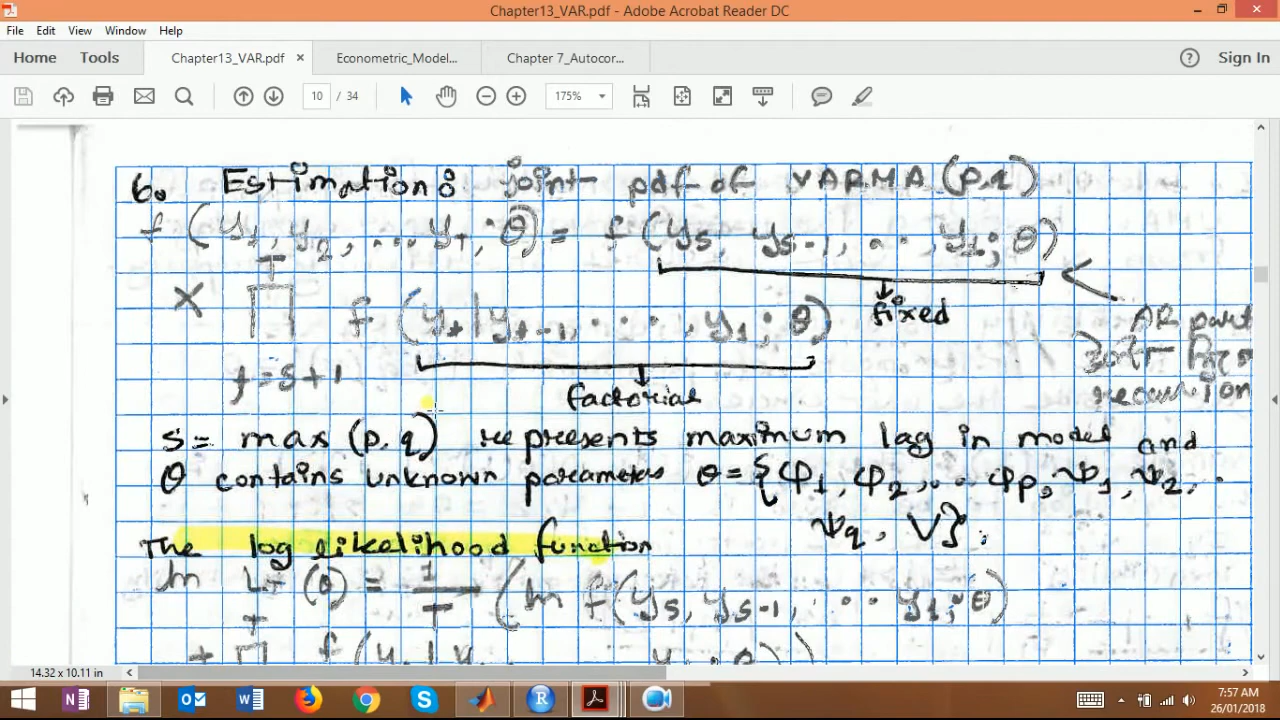 Chapter13_VAR.pdf - Adobe Acrobat Reader DC
File Edit View Window Help
Home Tools Chapter13_VAR.pdf × Econometric_Model... Chapter 7_Autocor... Sign In
10 / 34 175%
6. Estimation: joint pdf of VARMA (p,q)
f (y1, y2, ... yT; θ) = f (ys, ys-1, ..., y1; θ)
× ∏ f (yt | yt-1, ..., y1; θ)
T
t=s+1
fixed
factorial
AR part
recursion
s = max (p, q) represents maximum lag in model and
θ contains unknown parameters θ = {φ1, φ2, .. φp, ψ1, ψ2, .
ψq, V}
The log likelihood function
ln LT (θ) = 1/T (ln f(ys, ys-1, .. y1; θ)
14.32 x 10.11 in
7:57 AM
26/01/2018